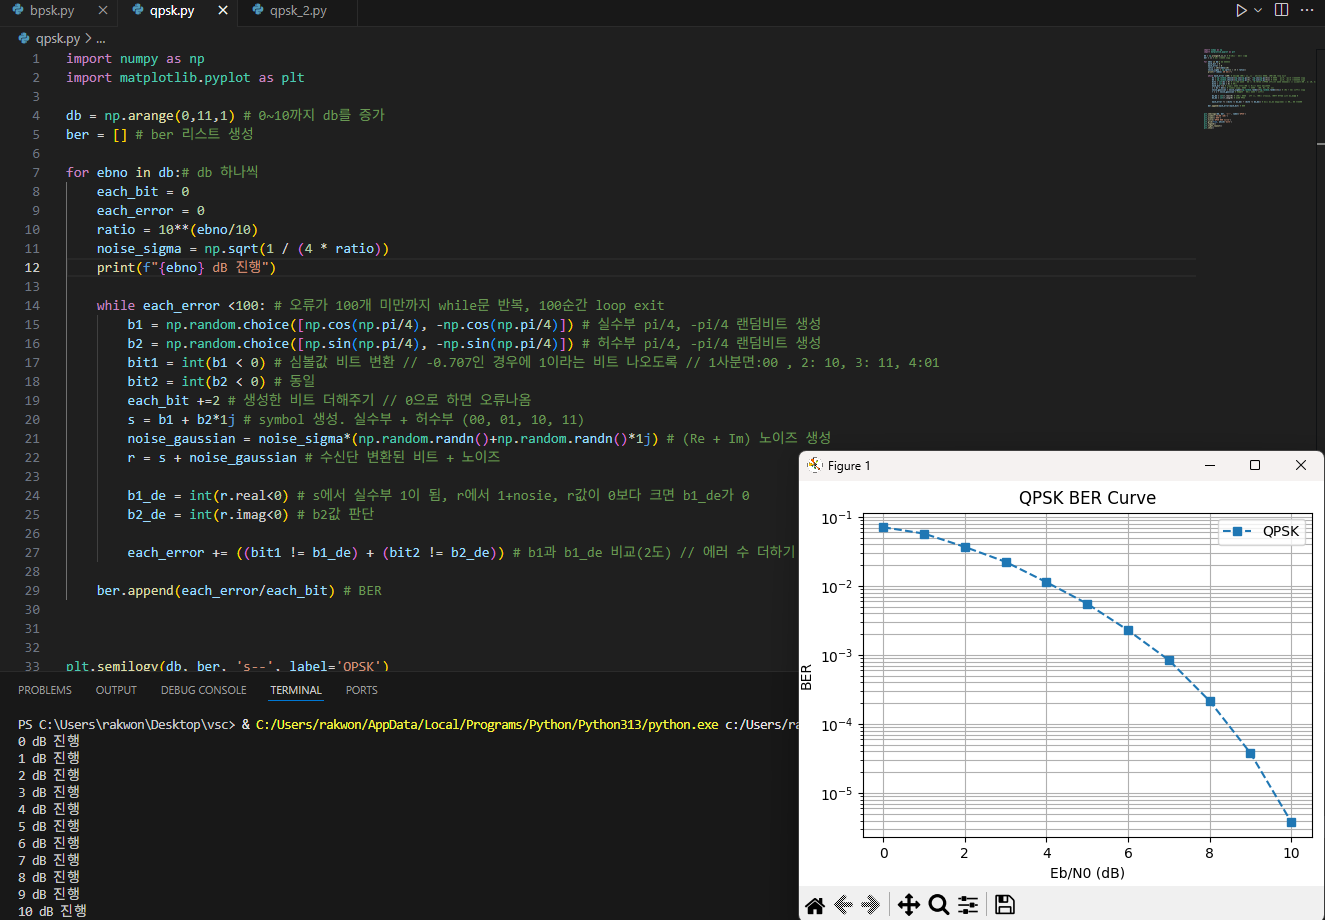 bpsk.py
qpsk.py
qpsk_2.py
qpsk.py > ...
1 import numpy as np
2 import matplotlib.pyplot as plt
3
4 db = np.arange(0,11,1) # 0~10까지 db를 증가
5 ber = [] # ber 리스트 생성
6
7 for ebno in db:# db 하나씩
8 each_bit = 0
9 each_error = 0
10 ratio = 10**(ebno/10)
11 noise_sigma = np.sqrt(1 / (4 * ratio))
12 print(f"{ebno} dB 진행")
13
14 while each_error <100: # 오류가 100개 미만까지 while문 반복, 100순간 loop exit
15 b1 = np.random.choice([np.cos(np.pi/4), -np.cos(np.pi/4)]) # 실수부 pi/4, -pi/4 랜덤비트 생성
16 b2 = np.random.choice([np.sin(np.pi/4), -np.sin(np.pi/4)]) # 허수부 pi/4, -pi/4 랜덤비트 생성
17 bit1 = int(b1 < 0) # 심볼값 비트 변환 // -0.707인 경우에 1이라는 비트 나오도록 // 1사분면:00 , 2: 10, 3: 11, 4:01
18 bit2 = int(b2 < 0) # 동일
19 each_bit +=2 # 생성한 비트 더해주기 // 0으로 하면 오류나옴
20 s = b1 + b2*1j # symbol 생성. 실수부 + 허수부 (00, 01, 10, 11)
21 noise_gaussian = noise_sigma*(np.random.randn()+np.random.randn()*1j) # (Re + Im) 노이즈 생성
22 r = s + noise_gaussian # 수신단 변환된 비트 + 노이즈
23
24 b1_de = int(r.real<0) # s에서 실수부 1이 됨, r에서 1+nosie, r값이 0보다 크면 b1_de가 0
25 b2_de = int(r.imag<0) # b2값 판단
26
27 each_error += ((bit1 != b1_de) + (bit2 != b2_de)) # b1과 b1_de 비교(2도) // 에러 수 더하기
28
29 ber.append(each_error/each_bit) # BER
30
31
32
33 plt.semilogy(db, ber, 's--', label='QPSK')
PROBLEMS OUTPUT DEBUG CONSOLE TERMINAL PORTS
PS C:\Users\rakwon\Desktop\vsc> & C:/Users/rakwon/AppData/Local/Programs/Python/Python313/python.exe c:/Users/ra
0 dB 진행
1 dB 진행
2 dB 진행
3 dB 진행
4 dB 진행
5 dB 진행
6 dB 진행
7 dB 진행
8 dB 진행
9 dB 진행
10 dB 진행
Figure 1
QPSK BER Curve
QPSK
10^-1
10^-2
10^-3
10^-4
10^-5
BER
0 2 4 6 8 10
Eb/N0 (dB)